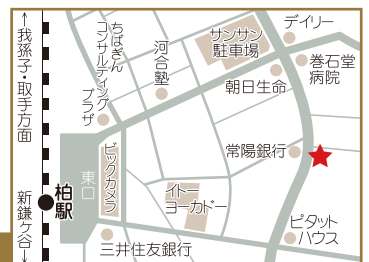 ←我孫子・取手方面
新鎌ケ谷→
柏駅
東口
ちばぎん
コンサルティング
プラザ
河合塾
サンサン
駐車場
デイリー
巻石堂
病院
朝日生命
ビックカメラ
イトー
ヨーカドー
常陽銀行
ピタット
ハウス
三井住友銀行